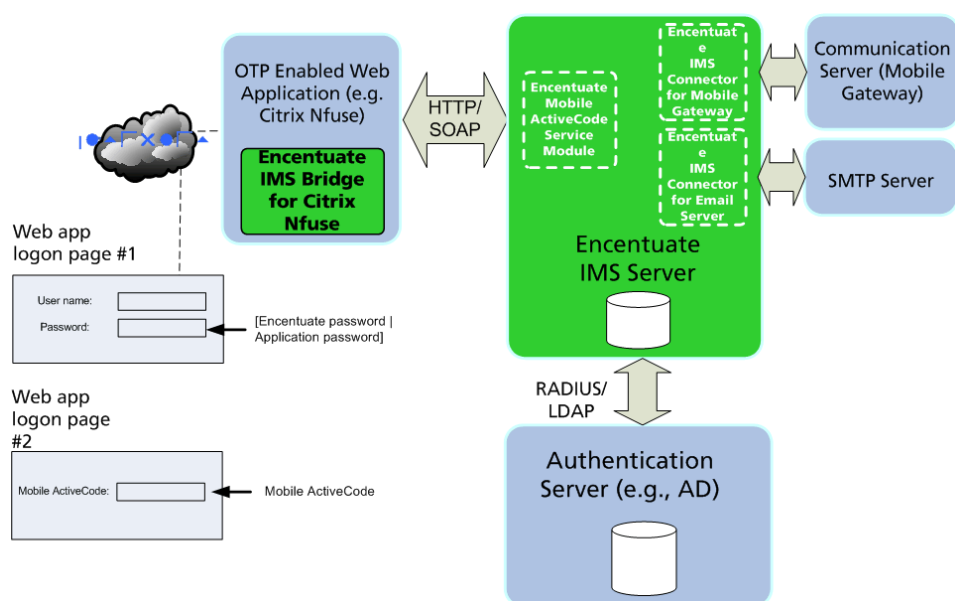 OTP Enabled Web
Application (e.g.
Citrix Nfuse)
Encentuate
IMS Bridge
for Citrix
Nfuse
HTTP/
SOAP
Encentuate
Mobile
ActiveCode
Service
Module
Encentuat
e
IMS
Connector
for Mobile
Gateway
Encentuat
e
IMS
Connector
for Email
Server
Encentuate
IMS Server
Communication
Server (Mobile
Gateway)
SMTP Server
Web app
logon page #1
User name:
Password:
[Encentuate password |
Application password]
Web app
logon page
#2
Mobile ActiveCode:
Mobile ActiveCode
RADIUS/
LDAP
Authentication
Server (e.g., AD)